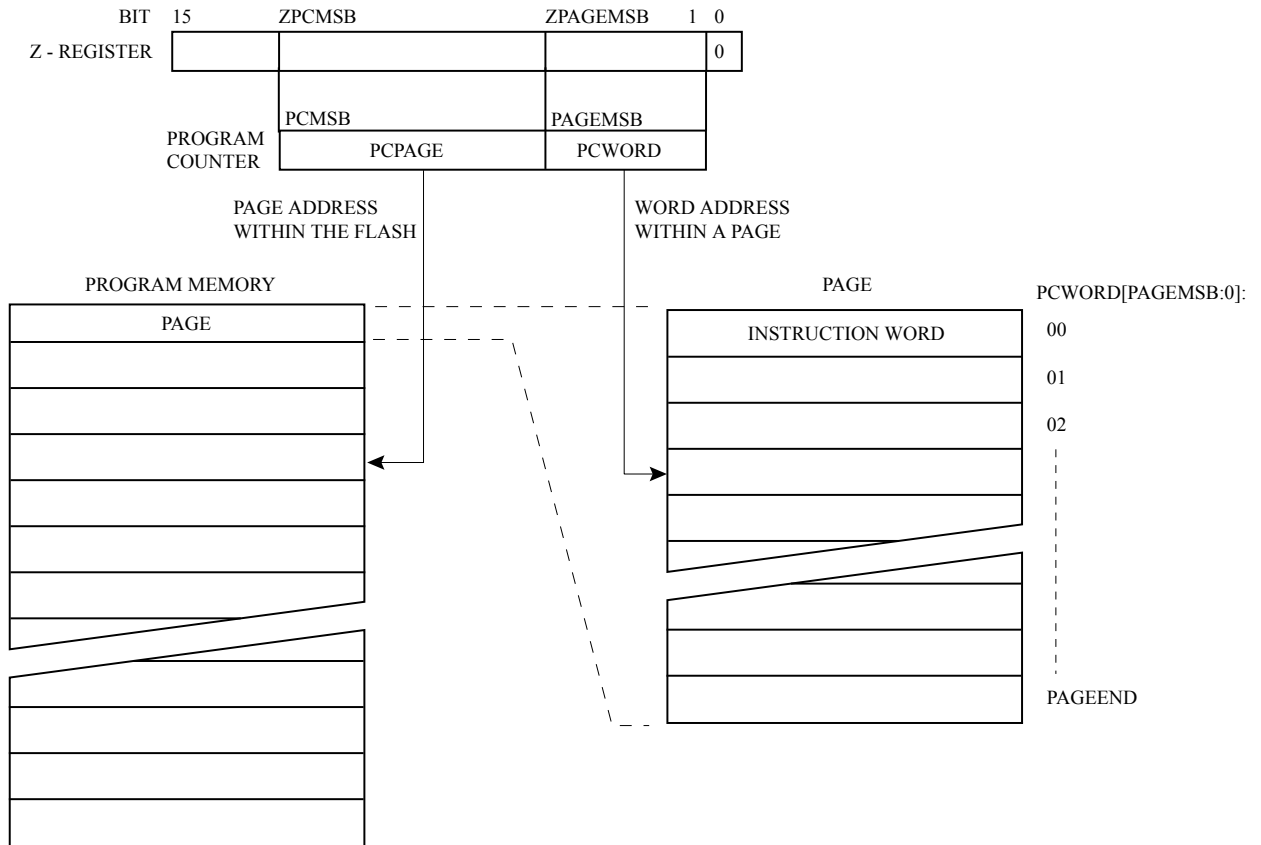 BIT 15 ZPCMSB ZPAGEMSB 1 0
Z - REGISTER 0
PCMSB PAGEMSB
PROGRAM
COUNTER
PCPAGE PCWORD
PAGE ADDRESS
WITHIN THE FLASH
WORD ADDRESS
WITHIN A PAGE
PROGRAM MEMORY
PAGE
PAGE
PCWORD[PAGEMSB:0]:
INSTRUCTION WORD 00
01
02
PAGEEND